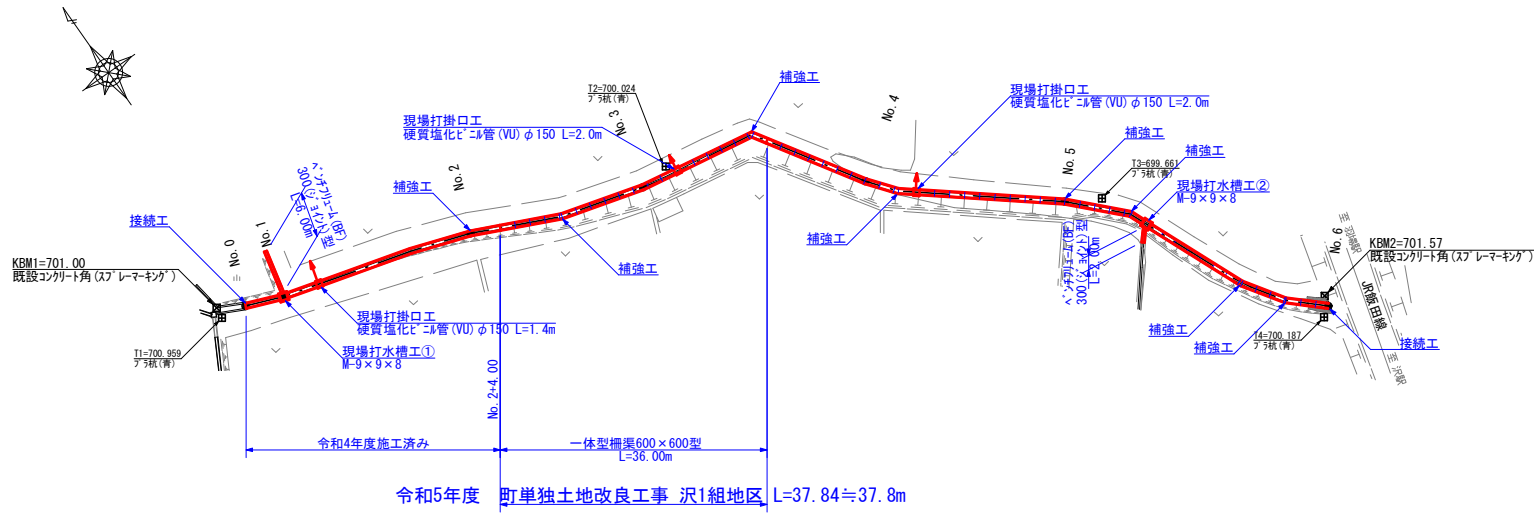 補強工
T2=700.024
プラ杭(青)
現場打掛口工
硬質塩化ビニル管(VU)φ150 L=2.0m
No. 3
No. 4
現場打掛口工
硬質塩化ビニル管(VU)φ150 L=2.0m
補強工
No. 5
補強工
T3=699.661
プラ杭(青)
現場打水槽工②
M-9×9×8
ベンチフリューム(BF)
300(ジョイント)型
L=6.00m
No. 2
補強工
接続工
No. 0
No. 1
KBM1=701.00
既設コンクリート角(スプレーマーキング)
補強工
補強工
ベンチフリューム(BF)
300(ジョイント)型
L=2.00m
至 羽場駅
No. 6
KBM2=701.57
既設コンクリート角(スプレーマーキング)
JR飯田線
現場打掛口工
硬質塩化ビニル管(VU)φ150 L=1.4m
現場打水槽工①
M-9×9×8
T1=700.959
プラ杭(青)
補強工
補強工
T4=700.187
プラ杭(青)
接続工
至 沢駅
No. 2+4.00
令和4年度施工済み
一体型柵渠600×600型
L=36.00m
令和5年度 町単独土地改良工事 沢1組地区 L=37.84≒37.8m